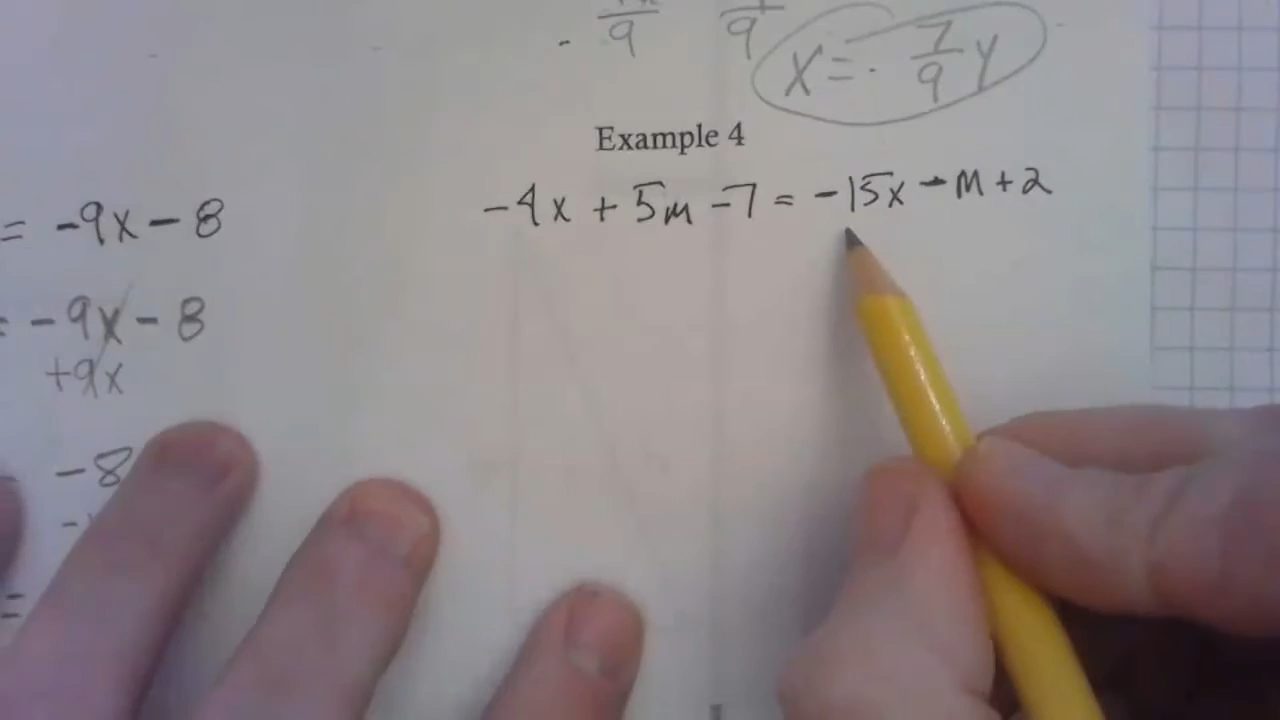 9 9
x = - 7/9 y
Example 4
-4x + 5m - 7 = -15x - m + 2
= -9x - 8
= -9x - 8
+9x
-8
=